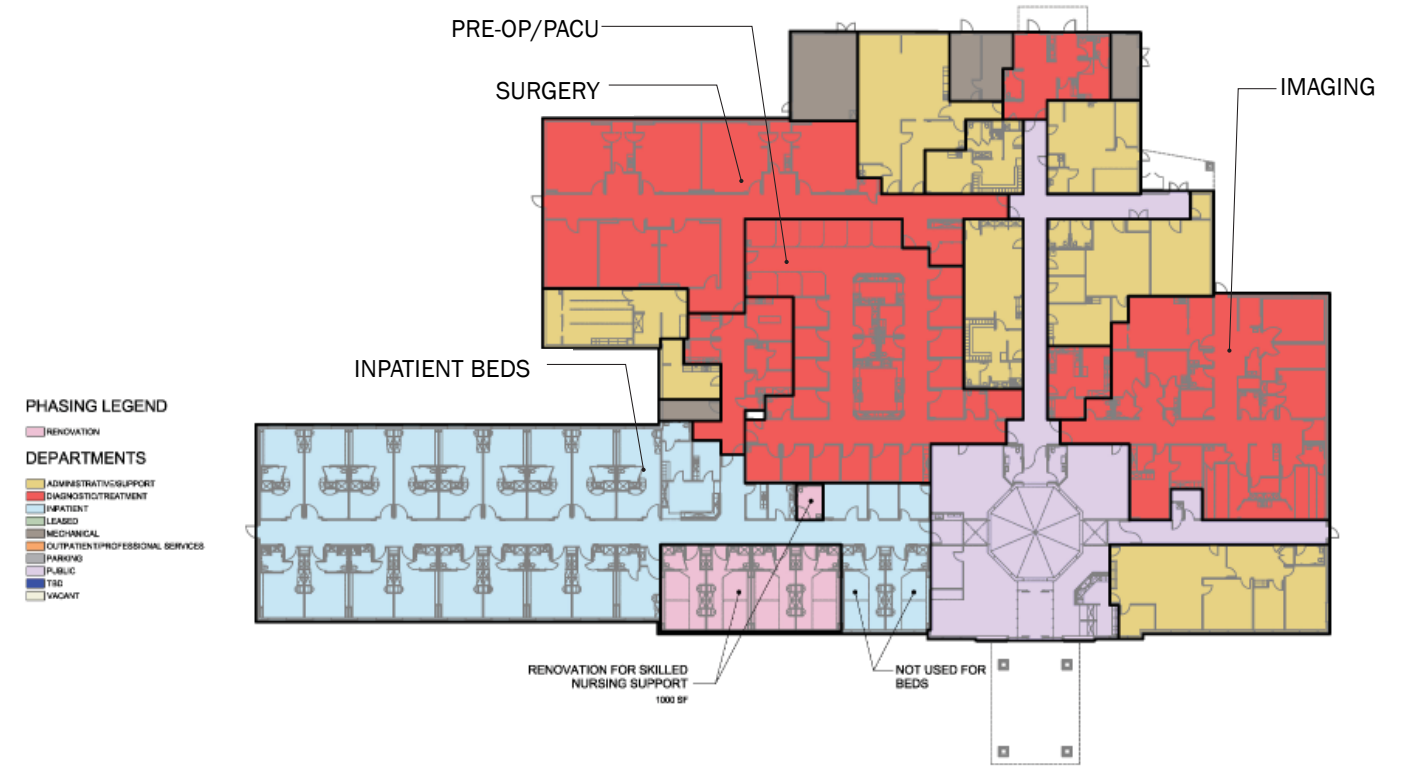 PRE-OP/PACU
SURGERY
IMAGING
INPATIENT BEDS
PHASING LEGEND
RENOVATION
DEPARTMENTS
ADMINISTRATIVE/SUPPORT
DIAGNOSTIC/TREATMENT
INPATIENT
LEASED
MECHANICAL
OUTPATIENT/PROFESSIONAL SERVICES
PARKING
PUBLIC
TBD
VACANT
RENOVATION FOR SKILLED
NURSING SUPPORT
1000 SF
NOT USED FOR
BEDS